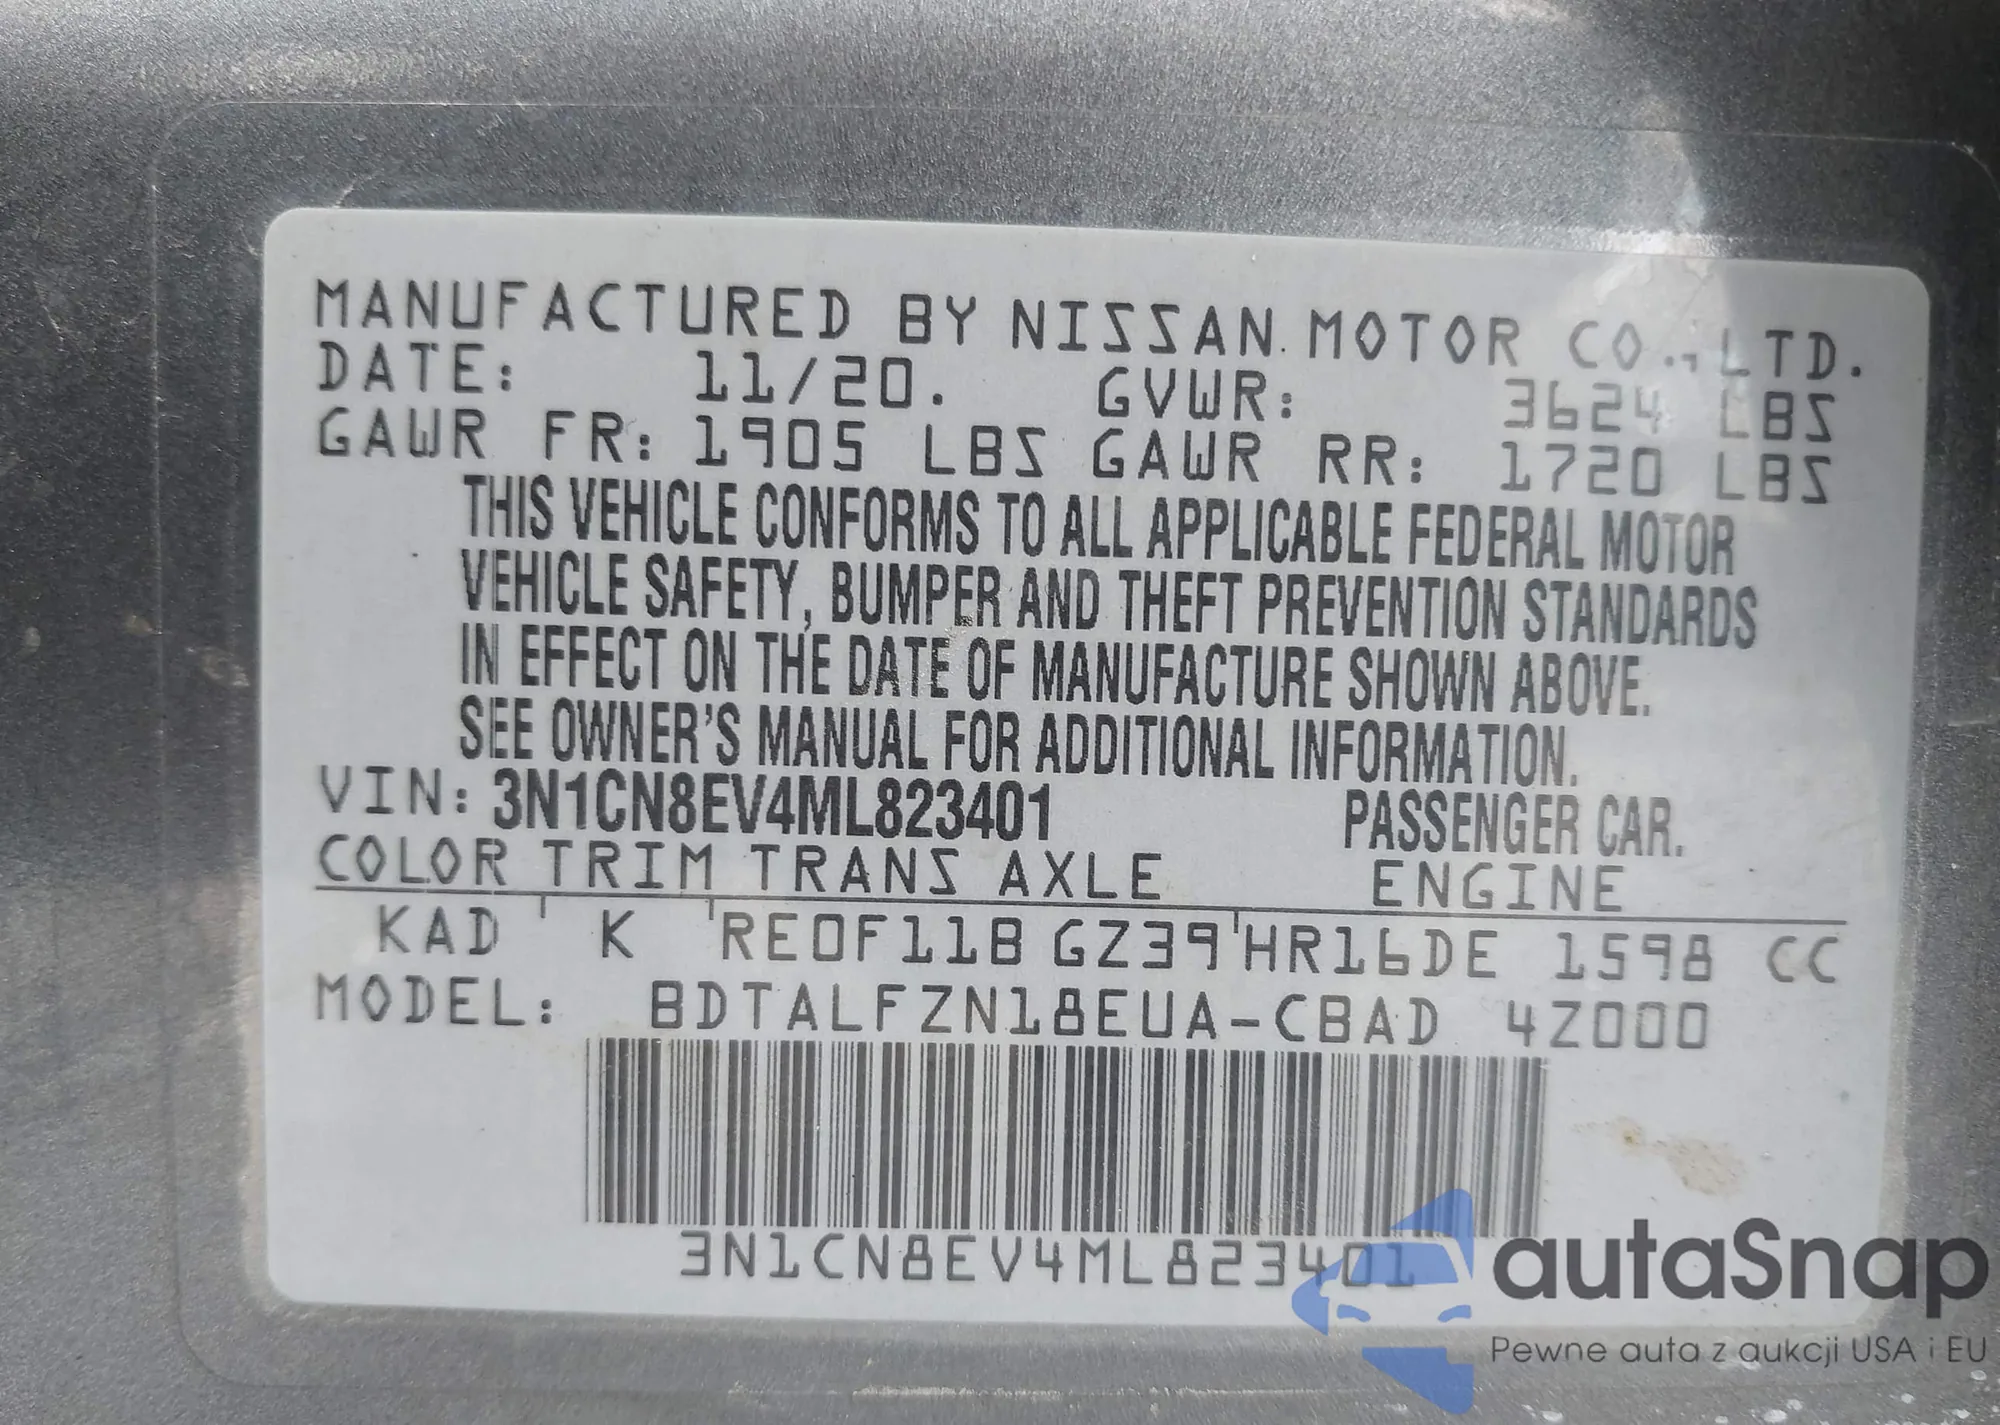 MANUFACTURED BY NISSAN MOTOR CO., LTD.
DATE: 11/20. GVWR: 3624 LBS
GAWR FR: 1905 LBS GAWR RR: 1720 LBS
THIS VEHICLE CONFORMS TO ALL APPLICABLE FEDERAL MOTOR
VEHICLE SAFETY, BUMPER AND THEFT PREVENTION STANDARDS
IN EFFECT ON THE DATE OF MANUFACTURE SHOWN ABOVE.
SEE OWNER'S MANUAL FOR ADDITIONAL INFORMATION.
VIN: 3N1CN8EV4ML823401 PASSENGER CAR.
COLOR TRIM TRANS AXLE ENGINE
KAD K RE0F11B GZ39 HR16DE 1598 CC
MODEL: BDTALFZN18EUA-CBAD 4Z000
3N1CN8EV4ML823401
autaSnap
Pewne auta z aukcji USA i EU